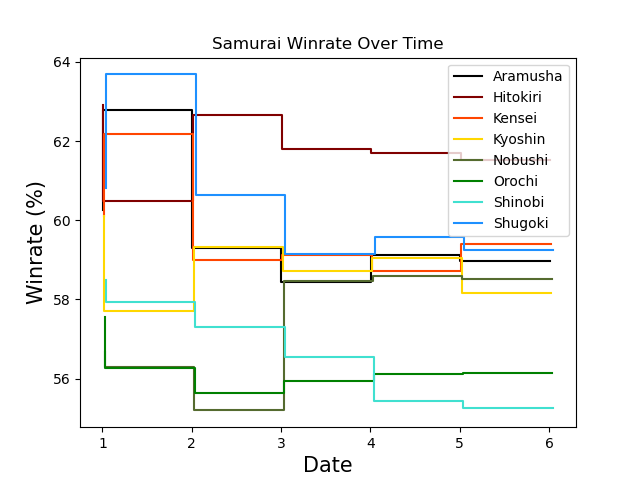 Samurai Winrate Over Time
Winrate (%)
64
62
60
58
56
Aramusha
Hitokiri
Kensei
Kyoshin
Nobushi
Orochi
Shinobi
Shugoki
1 2 3 4 5 6
Date